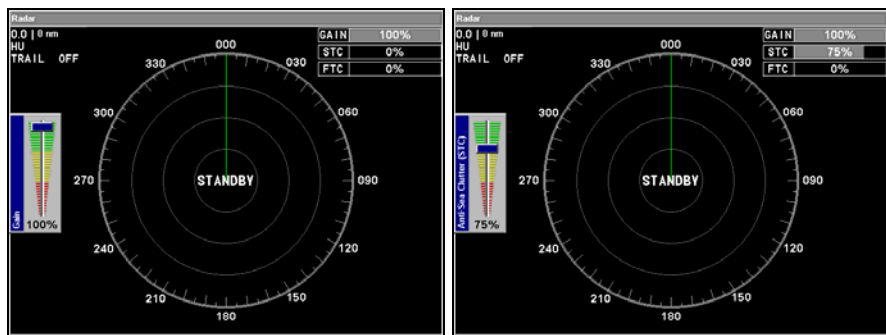 Radar
0.0 | 0 nm
HU
TRAIL OFF
GAIN 100%
STC 0%
FTC 0%
000
030
060
090
120
150
180
210
240
270
300
330
STANDBY
Gain
100%
Radar
0.0 | 0 nm
HU
TRAIL OFF
GAIN 100%
STC 75%
FTC 0%
000
030
060
090
120
150
180
210
240
270
300
330
STANDBY
Anti-Sea Clutter (STC)
75%